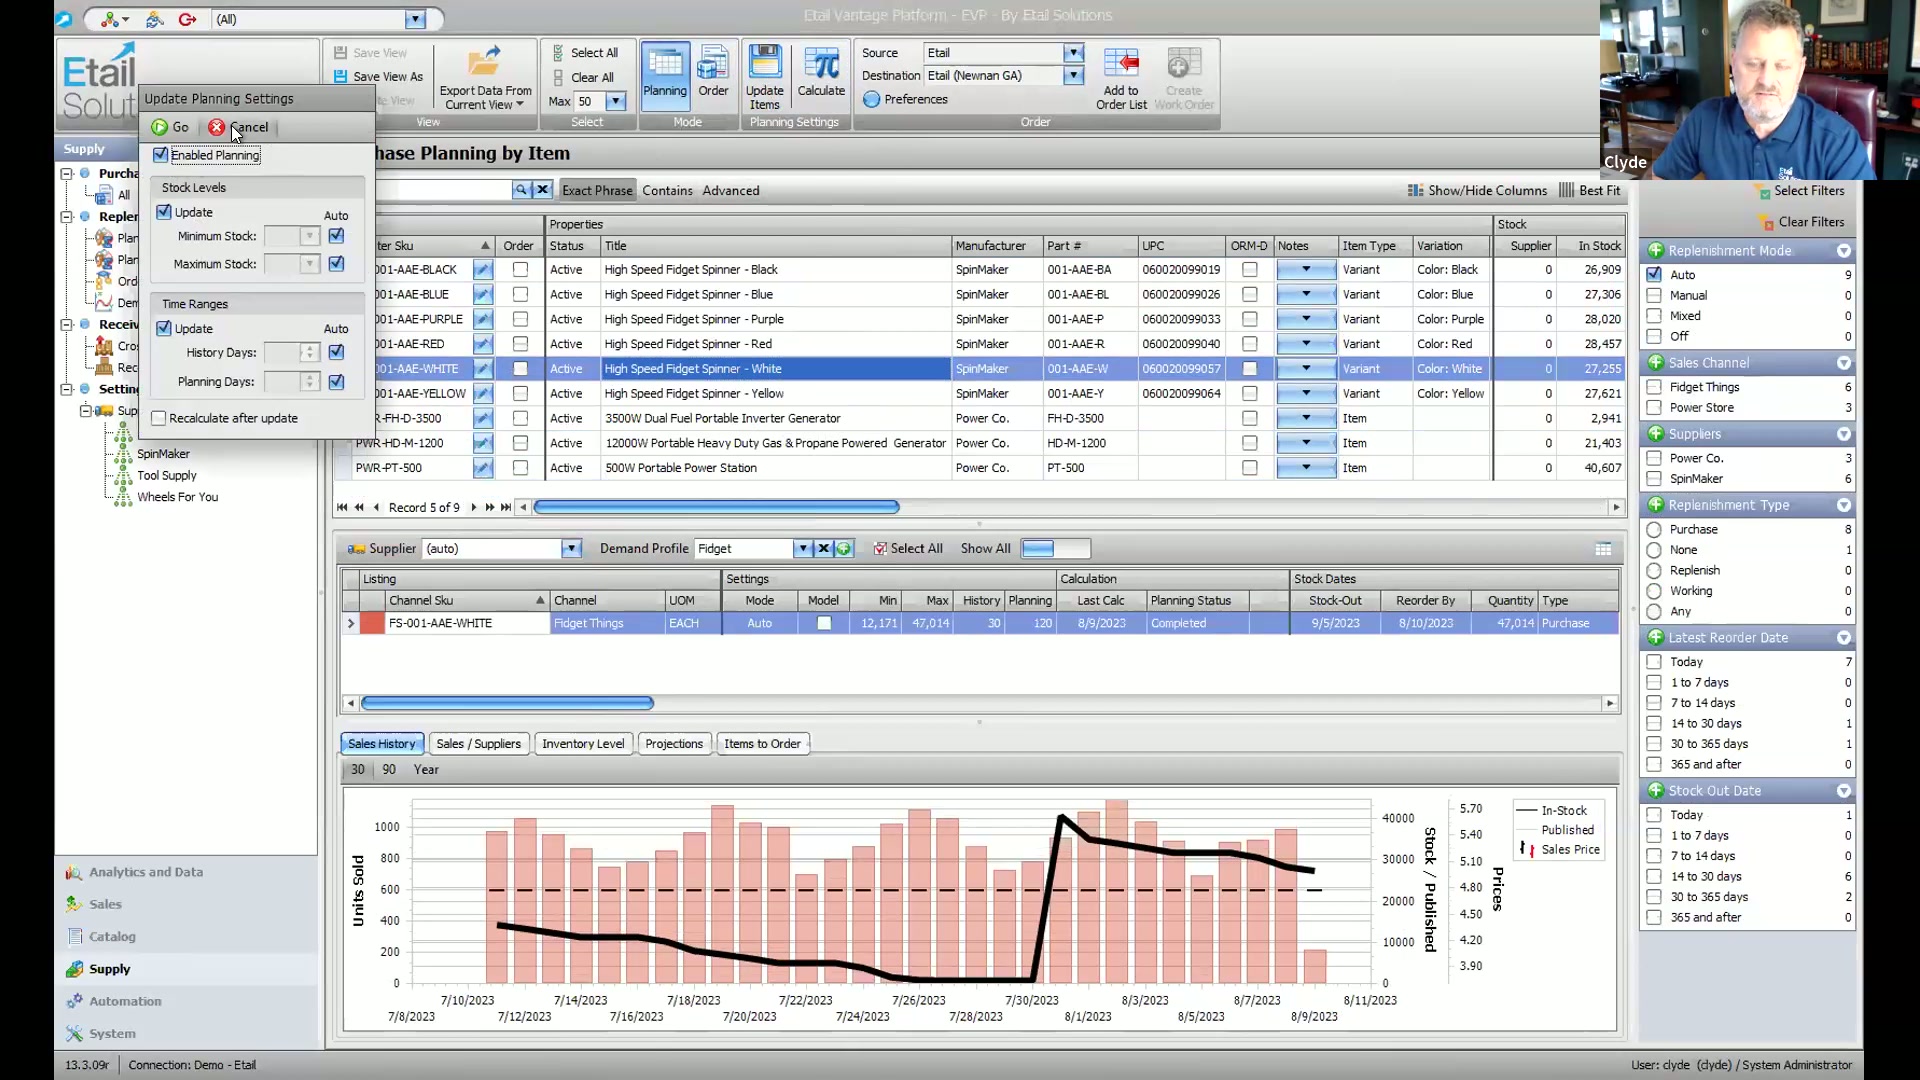 (All)
Etail Vantage Platform - EVP - By Etail Solutions
Etail
Solut
Save View
Save View As
Export Data From
Current View
View
Select All
Clear All
Max 50
Select
Planning
Order
Mode
Update
Items
Calculate
Planning Settings
Source Etail
Destination Etail (Newnan GA)
Preferences
Add to
Order List
Create
Work Order
Order
Clyde
Update Planning Settings
Go Cancel
Enabled Planning
Stock Levels
Update Auto
Minimum Stock:
Maximum Stock:
Time Ranges
Update Auto
History Days:
Planning Days:
Recalculate after update
Supply
Purcha
All
Replen
Plan
Plan
Ord
Dem
Receiv
Cros
Rec
Setting
Sup
SpinMaker
Tool Supply
Wheels For You
Analytics and Data
Sales
Catalog
Supply
Automation
System
hase Planning by Item
Exact Phrase Contains Advanced
Show/Hide Columns Best Fit
Properties Stock
ter Sku Order Status Title Manufacturer Part # UPC ORM-D Notes Item Type Variation Supplier In Stock
001-AAE-BLACK Active High Speed Fidget Spinner - Black SpinMaker 001-AAE-BA 060020099019 Variant Color: Black 0 26,909
001-AAE-BLUE Active High Speed Fidget Spinner - Blue SpinMaker 001-AAE-BL 060020099026 Variant Color: Blue 0 27,306
001-AAE-PURPLE Active High Speed Fidget Spinner - Purple SpinMaker 001-AAE-P 060020099033 Variant Color: Purple 0 28,020
001-AAE-RED Active High Speed Fidget Spinner - Red SpinMaker 001-AAE-R 060020099040 Variant Color: Red 0 28,457
001-AAE-WHITE Active High Speed Fidget Spinner - White SpinMaker 001-AAE-W 060020099057 Variant Color: White 0 27,255
001-AAE-YELLOW Active High Speed Fidget Spinner - Yellow SpinMaker 001-AAE-Y 060020099064 Variant Color: Yellow 0 27,621
R-FH-D-3500 Active 3500W Dual Fuel Portable Inverter Generator Power Co. FH-D-3500 Item 0 2,941
PWR-HD-M-1200 Active 12000W Portable Heavy Duty Gas & Propane Powered Generator Power Co. HD-M-1200 Item 0 21,403
PWR-PT-500 Active 500W Portable Power Station Power Co. PT-500 Item 0 40,607
Record 5 of 9
Supplier (auto) Demand Profile Fidget Select All Show All
Listing Settings Calculation Stock Dates
Channel Sku Channel UOM Mode Model Min Max History Planning Last Calc Planning Status Stock-Out Reorder By Quantity Type
FS-001-AAE-WHITE Fidget Things EACH Auto 12,171 47,014 30 120 8/9/2023 Completed 9/5/2023 8/10/2023 47,014 Purchase
Sales History Sales / Suppliers Inventory Level Projections Items to Order
30 90 Year
Units Sold
1000
800
600
400
200
0
40000
30000
20000
10000
0
Stock / Published
5.70
5.40
5.10
4.80
4.50
4.20
3.90
Prices
In-Stock
Published
Sales Price
7/10/2023 7/14/2023 7/18/2023 7/22/2023 7/26/2023 7/30/2023 8/3/2023 8/7/2023 8/11/2023
7/8/2023 7/12/2023 7/16/2023 7/20/2023 7/24/2023 7/28/2023 8/1/2023 8/5/2023 8/9/2023
Select Filters
Clear Filters
Replenishment Mode
Auto 9
Manual 0
Mixed 0
Off 0
Sales Channel
Fidget Things 6
Power Store 3
Suppliers
Power Co. 3
SpinMaker 6
Replenishment Type
Purchase 8
None 1
Replenish 0
Working 0
Any 0
Latest Reorder Date
Today 7
1 to 7 days 0
7 to 14 days 0
14 to 30 days 1
30 to 365 days 1
365 and after 0
Stock Out Date
Today 1
1 to 7 days 0
7 to 14 days 0
14 to 30 days 6
30 to 365 days 2
365 and after 0
13.3.09r Connection: Demo - Etail
User: clyde (clyde) / System Administrator